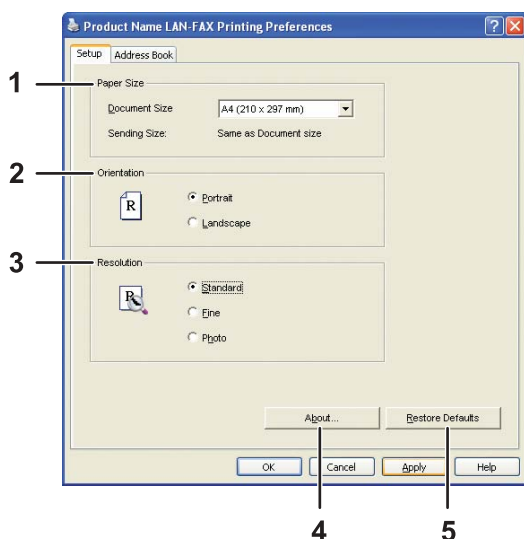 Product Name LAN-FAX Printing Preferences
Setup Address Book
1 Paper Size
Document Size A4 (210 x 297 mm)
Sending Size: Same as Document size
2 Orientation
R Portrait
Landscape
3 Resolution
R Standard
Fine
Photo
About... Restore Defaults
OK Cancel Apply Help
4 5